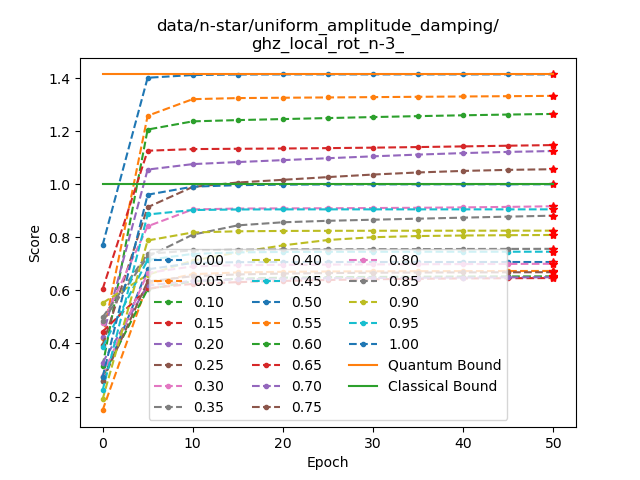 data/n-star/uniform_amplitude_damping/
ghz_local_rot_n-3_
Score
1.4
1.2
1.0
0.8
0.6
0.4
0.2
0.00 0.40 0.80
0.05 0.45 0.85
0.10 0.50 0.90
0.15 0.55 0.95
0.20 0.60 1.00
0.25 0.65 Quantum Bound
0.30 0.70 Classical Bound
0.35 0.75
0 10 20 30 40 50
Epoch